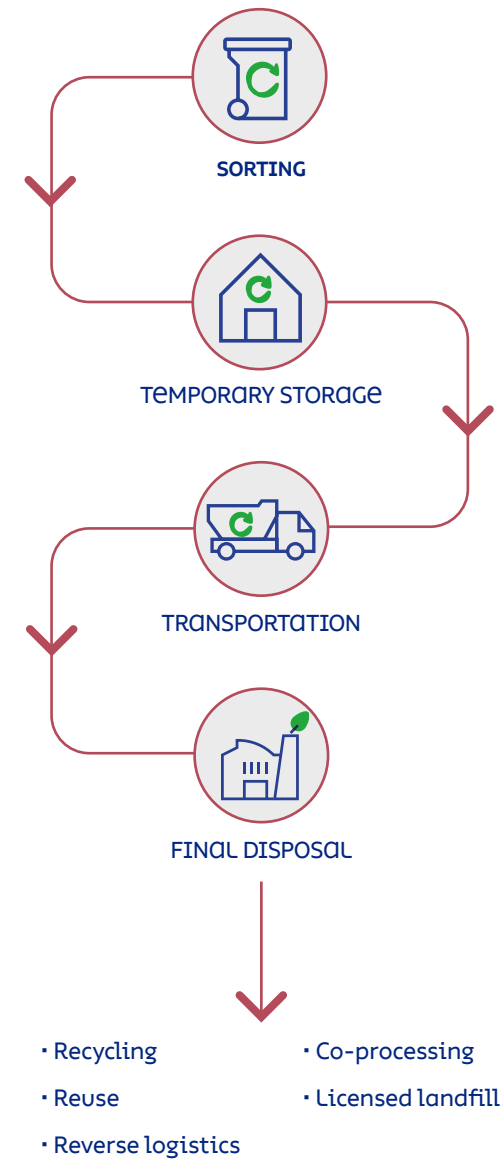 SORTING
TEMPORARY STORAGE
TRANSPORTATION
FINAL DISPOSAL
· Recycling
· Reuse
· Reverse logistics
· Co-processing
· Licensed landfill